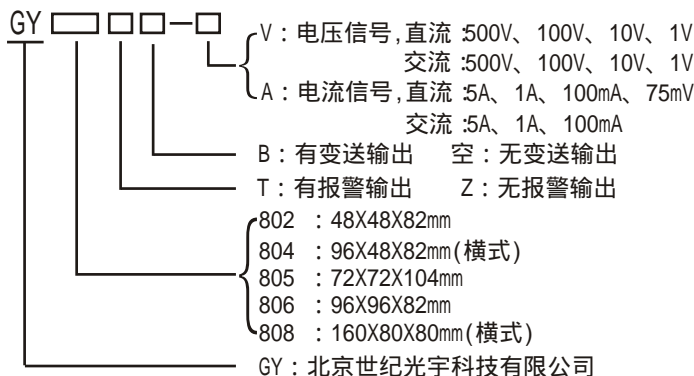 GY □ □ □ — □
V：电压信号,直流：500V、100V、10V、1V
交流：500V、100V、10V、1V
A：电流信号,直流：5A、1A、100mA、75mV
交流：5A、1A、100mA
B：有变送输出 空：无变送输出
T：有报警输出 Z：无报警输出
802 ：48X48X82mm
804 ：96X48X82mm(横式)
805 ：72X72X104mm
806 ：96X96X82mm
808 ：160X80X80mm(横式)
GY：北京世纪光宇科技有限公司